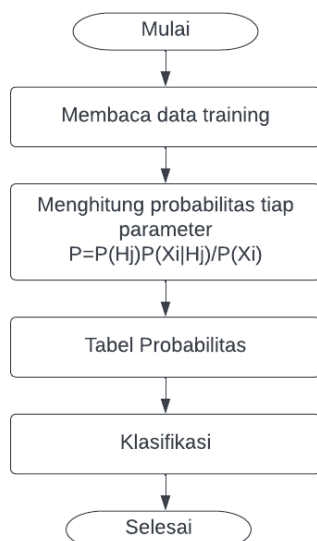 Mulai
Membaca data training
Menghitung probabilitas tiap
parameter
P=P(Hj)P(Xi|Hj)/P(Xi)
Tabel Probabilitas
Klasifikasi
Selesai